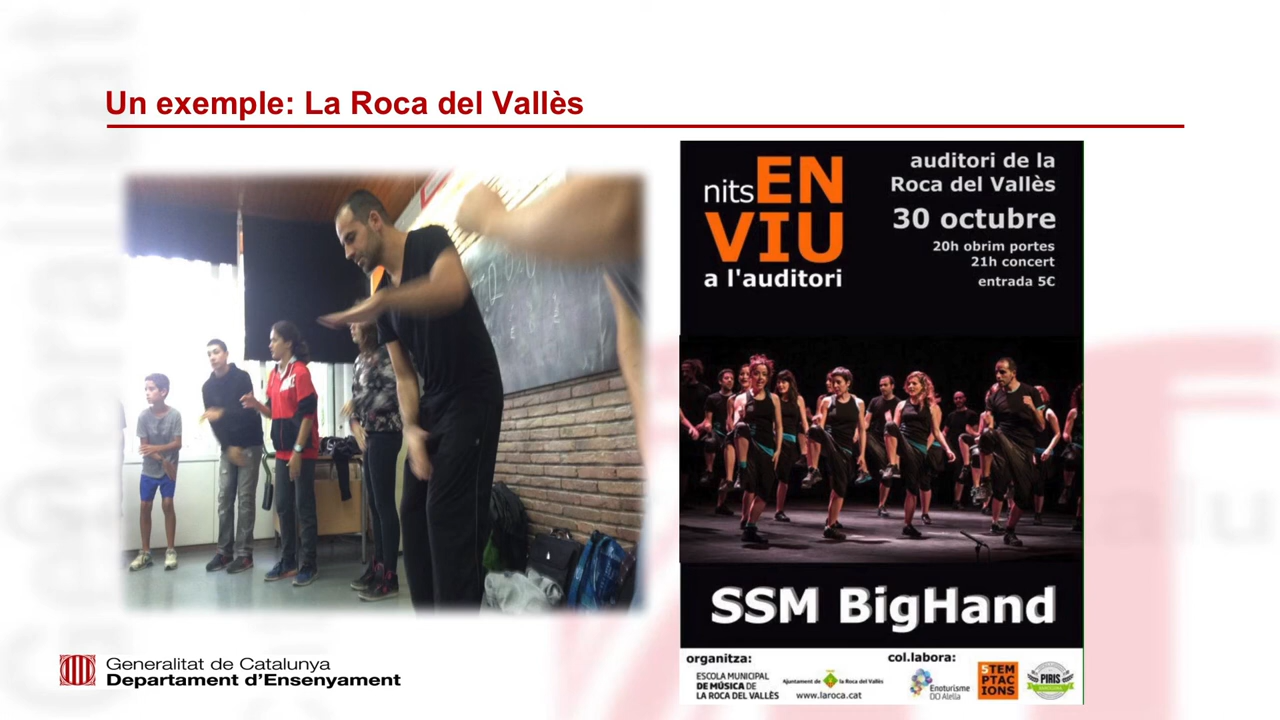 Un exemple: La Roca del Vallès
nits EN
VIU
a l'auditori
auditori de la
Roca del Vallès
30 octubre
20h obrim portes
21h concert
entrada 5€
SSM BigHand
organitza:
ESCOLA MUNICIPAL
DE MÚSICA DE
LA ROCA DEL VALLÈS
Ajuntament de la Roca del Vallès
www.laroca.cat
col.labora:
Enoturisme
DO Alella
5TEM
PTAC
IONS
PIRIS
Generalitat de Catalunya
Departament d'Ensenyament